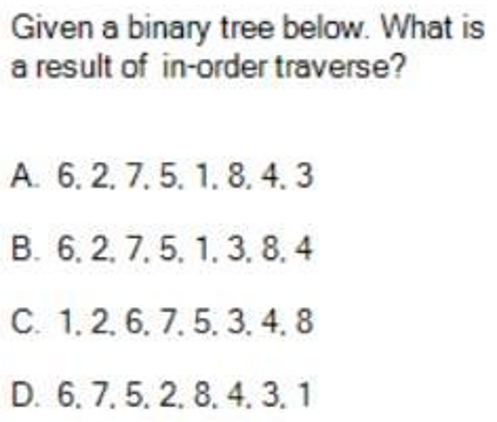 Given a binary tree below. What is
a result of in-order traverse?
A. 6, 2, 7, 5, 1, 8, 4, 3
B. 6, 2, 7, 5, 1, 3, 8, 4
C. 1, 2, 6, 7, 5, 3, 4, 8
D. 6, 7, 5, 2, 8, 4, 3, 1